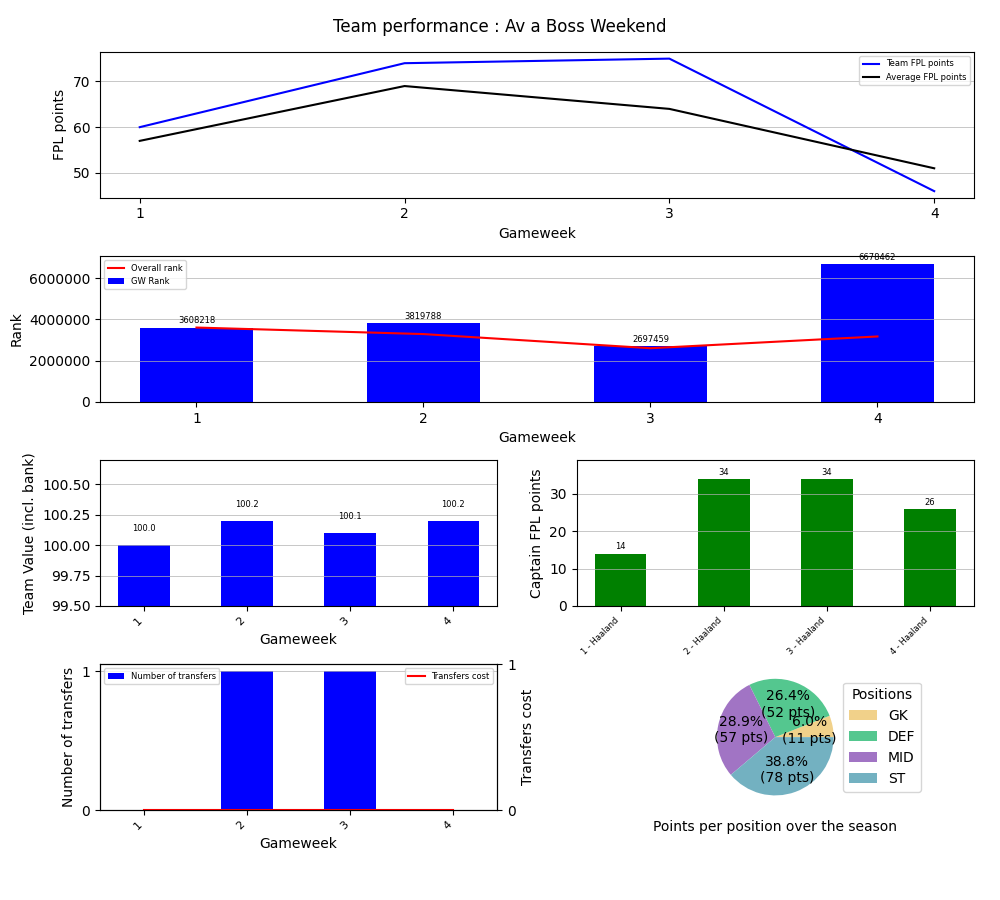 Team performance : Av a Boss Weekend
FPL points
70
60
50
Team FPL points
Average FPL points
1 2 3 4
Gameweek
Rank
6000000
4000000
2000000
0
Overall rank
GW Rank
3608218
3819788
2697459
6678462
1 2 3 4
Gameweek
Team Value (incl. bank)
100.50
100.25
100.00
99.75
99.50
100.0
100.2
100.1
100.2
1 2 3 4
Gameweek
Captain FPL points
30
20
10
0
14
34
34
26
1 - Haaland
2 - Haaland
3 - Haaland
4 - Haaland
Number of transfers
1
0
Number of transfers
Transfers cost
1
0
Transfers cost
1 2 3 4
Gameweek
26.4%
(52 pts)
6.0%
(11 pts)
28.9%
(57 pts)
38.8%
(78 pts)
Positions
GK
DEF
MID
ST
Points per position over the season